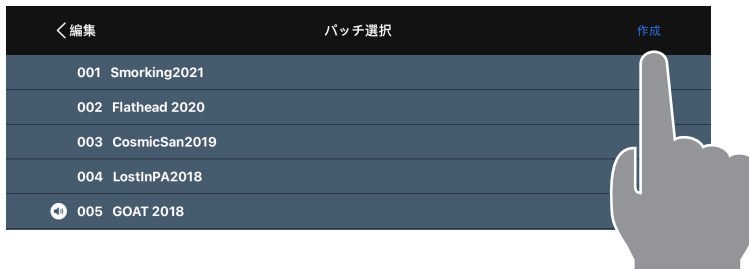 編集 パッチ選択 作成
001 Smorking2021
002 Flathead 2020
003 CosmicSan2019
004 LostInPA2018
005 GOAT 2018